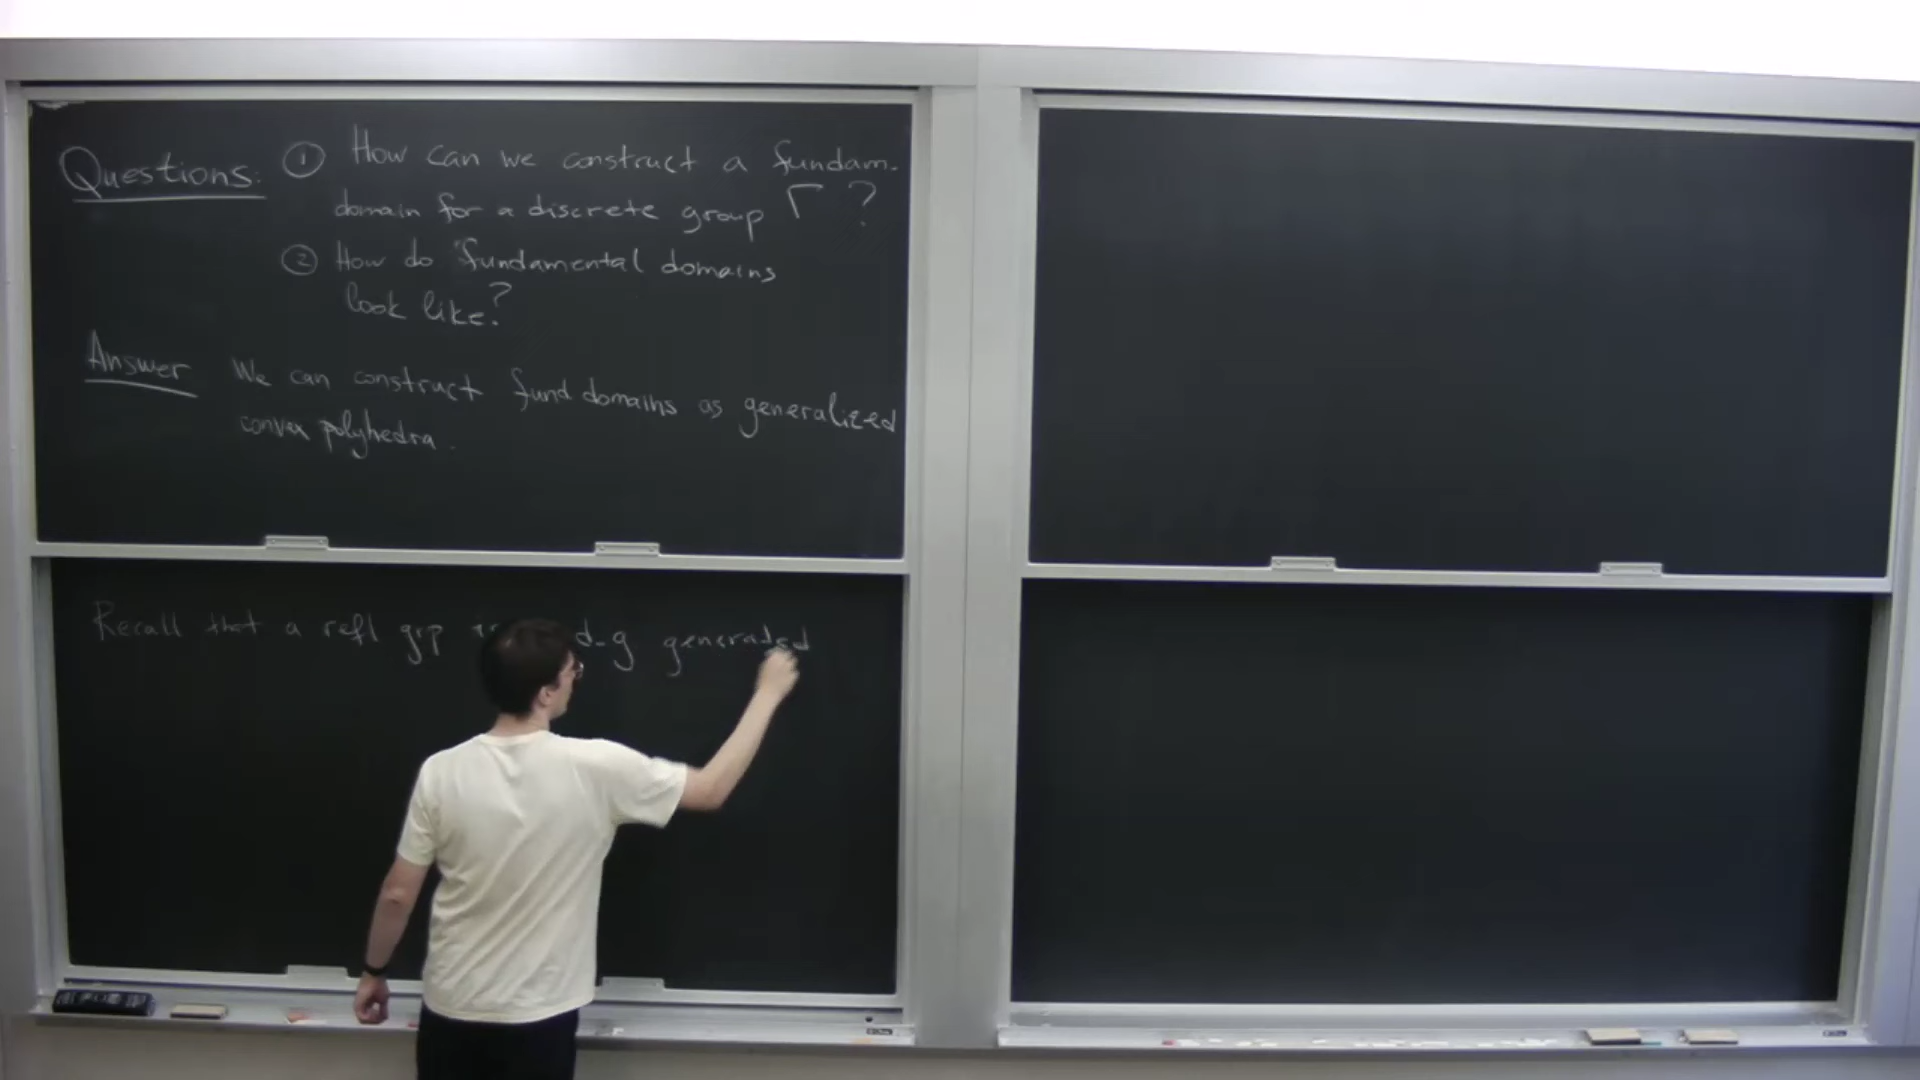 Questions: ① How can we construct a fundam.
domain for a discrete group Γ ?
② How do fundamental domains
look like?
Answer We can construct fund domains as generalized
convex polyhedra.
Recall that a refl grp d-g generated